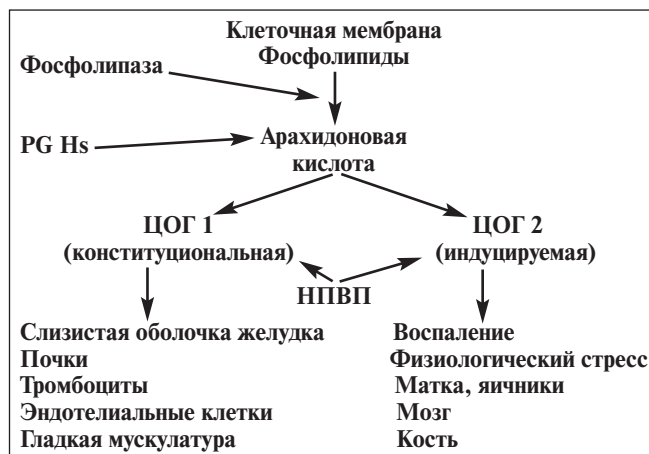 Клеточная мембрана
Фосфолипиды
Фосфолипаза
PG Hs
Арахидоновая
кислота
ЦОГ 1
(конституциональная)
ЦОГ 2
(индуцируемая)
НПВП
Слизистая оболочка желудка
Почки
Тромбоциты
Эндотелиальные клетки
Гладкая мускулатура
Воспаление
Физиологический стресс
Матка, яичники
Мозг
Кость